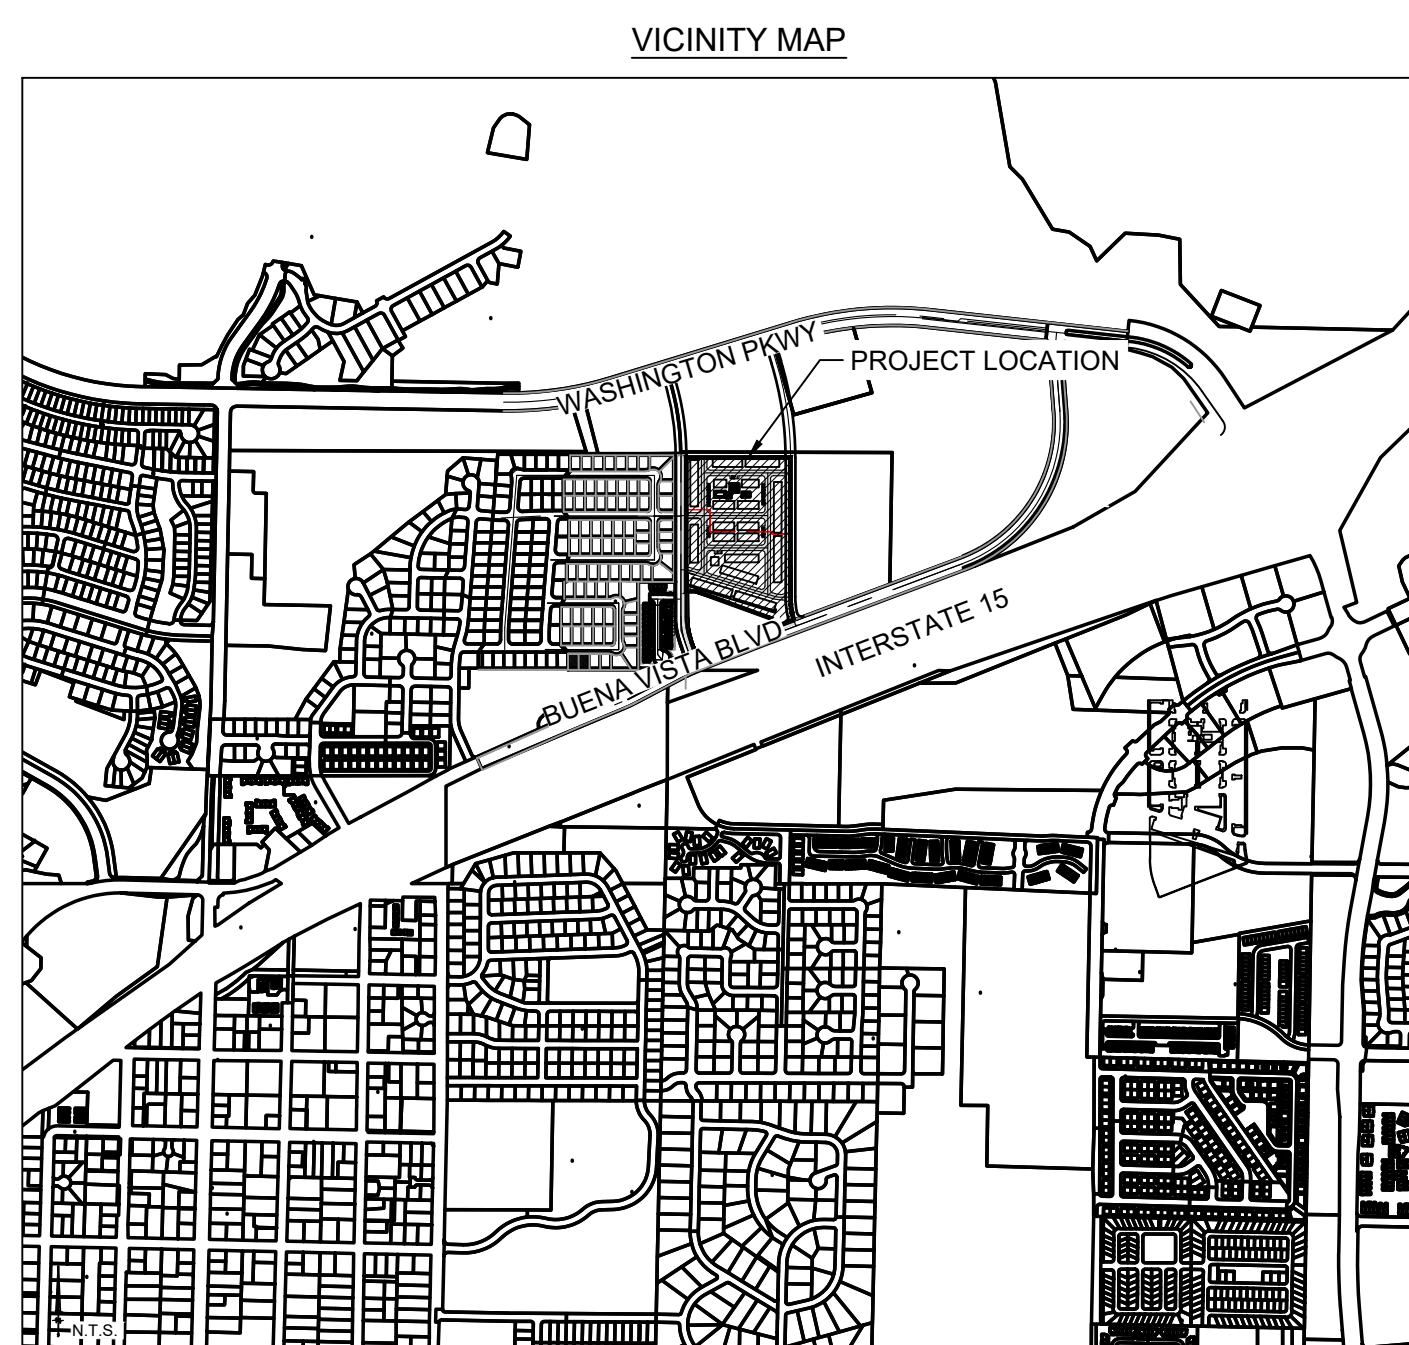 VICINITY MAP
WASHINGTON PKWY
PROJECT LOCATION
INTERSTATE 15
BUENA VISTA BLVD
N.T.S.